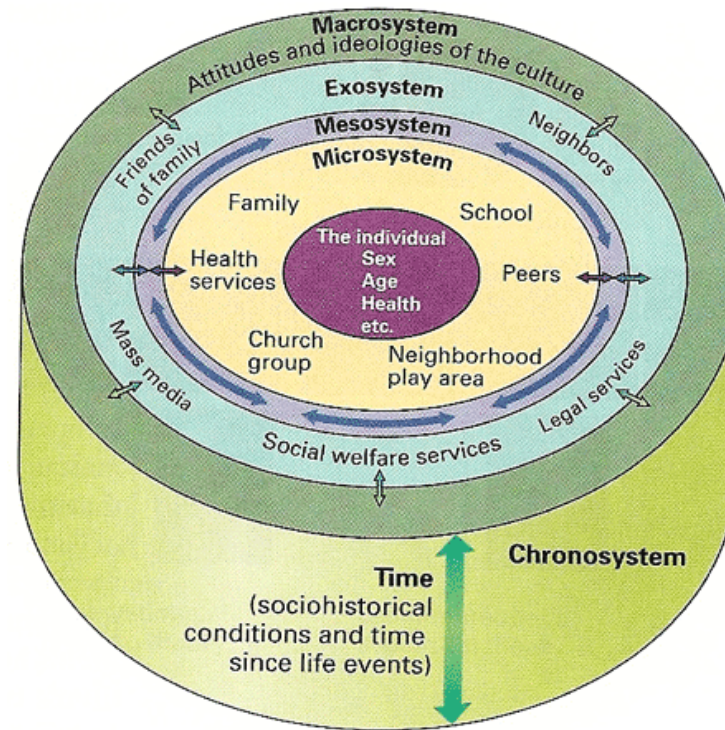 Macrosystem
Attitudes and ideologies of the culture
Exosystem
Mesosystem
Microsystem
Friends
of family
Neighbors
Family
School
The individual
Sex
Age
Health
etc.
Health
services
Peers
Church
group
Neighborhood
play area
Mass media
Legal services
Social welfare services
Chronosystem
Time
(sociohistorical
conditions and time
since life events)